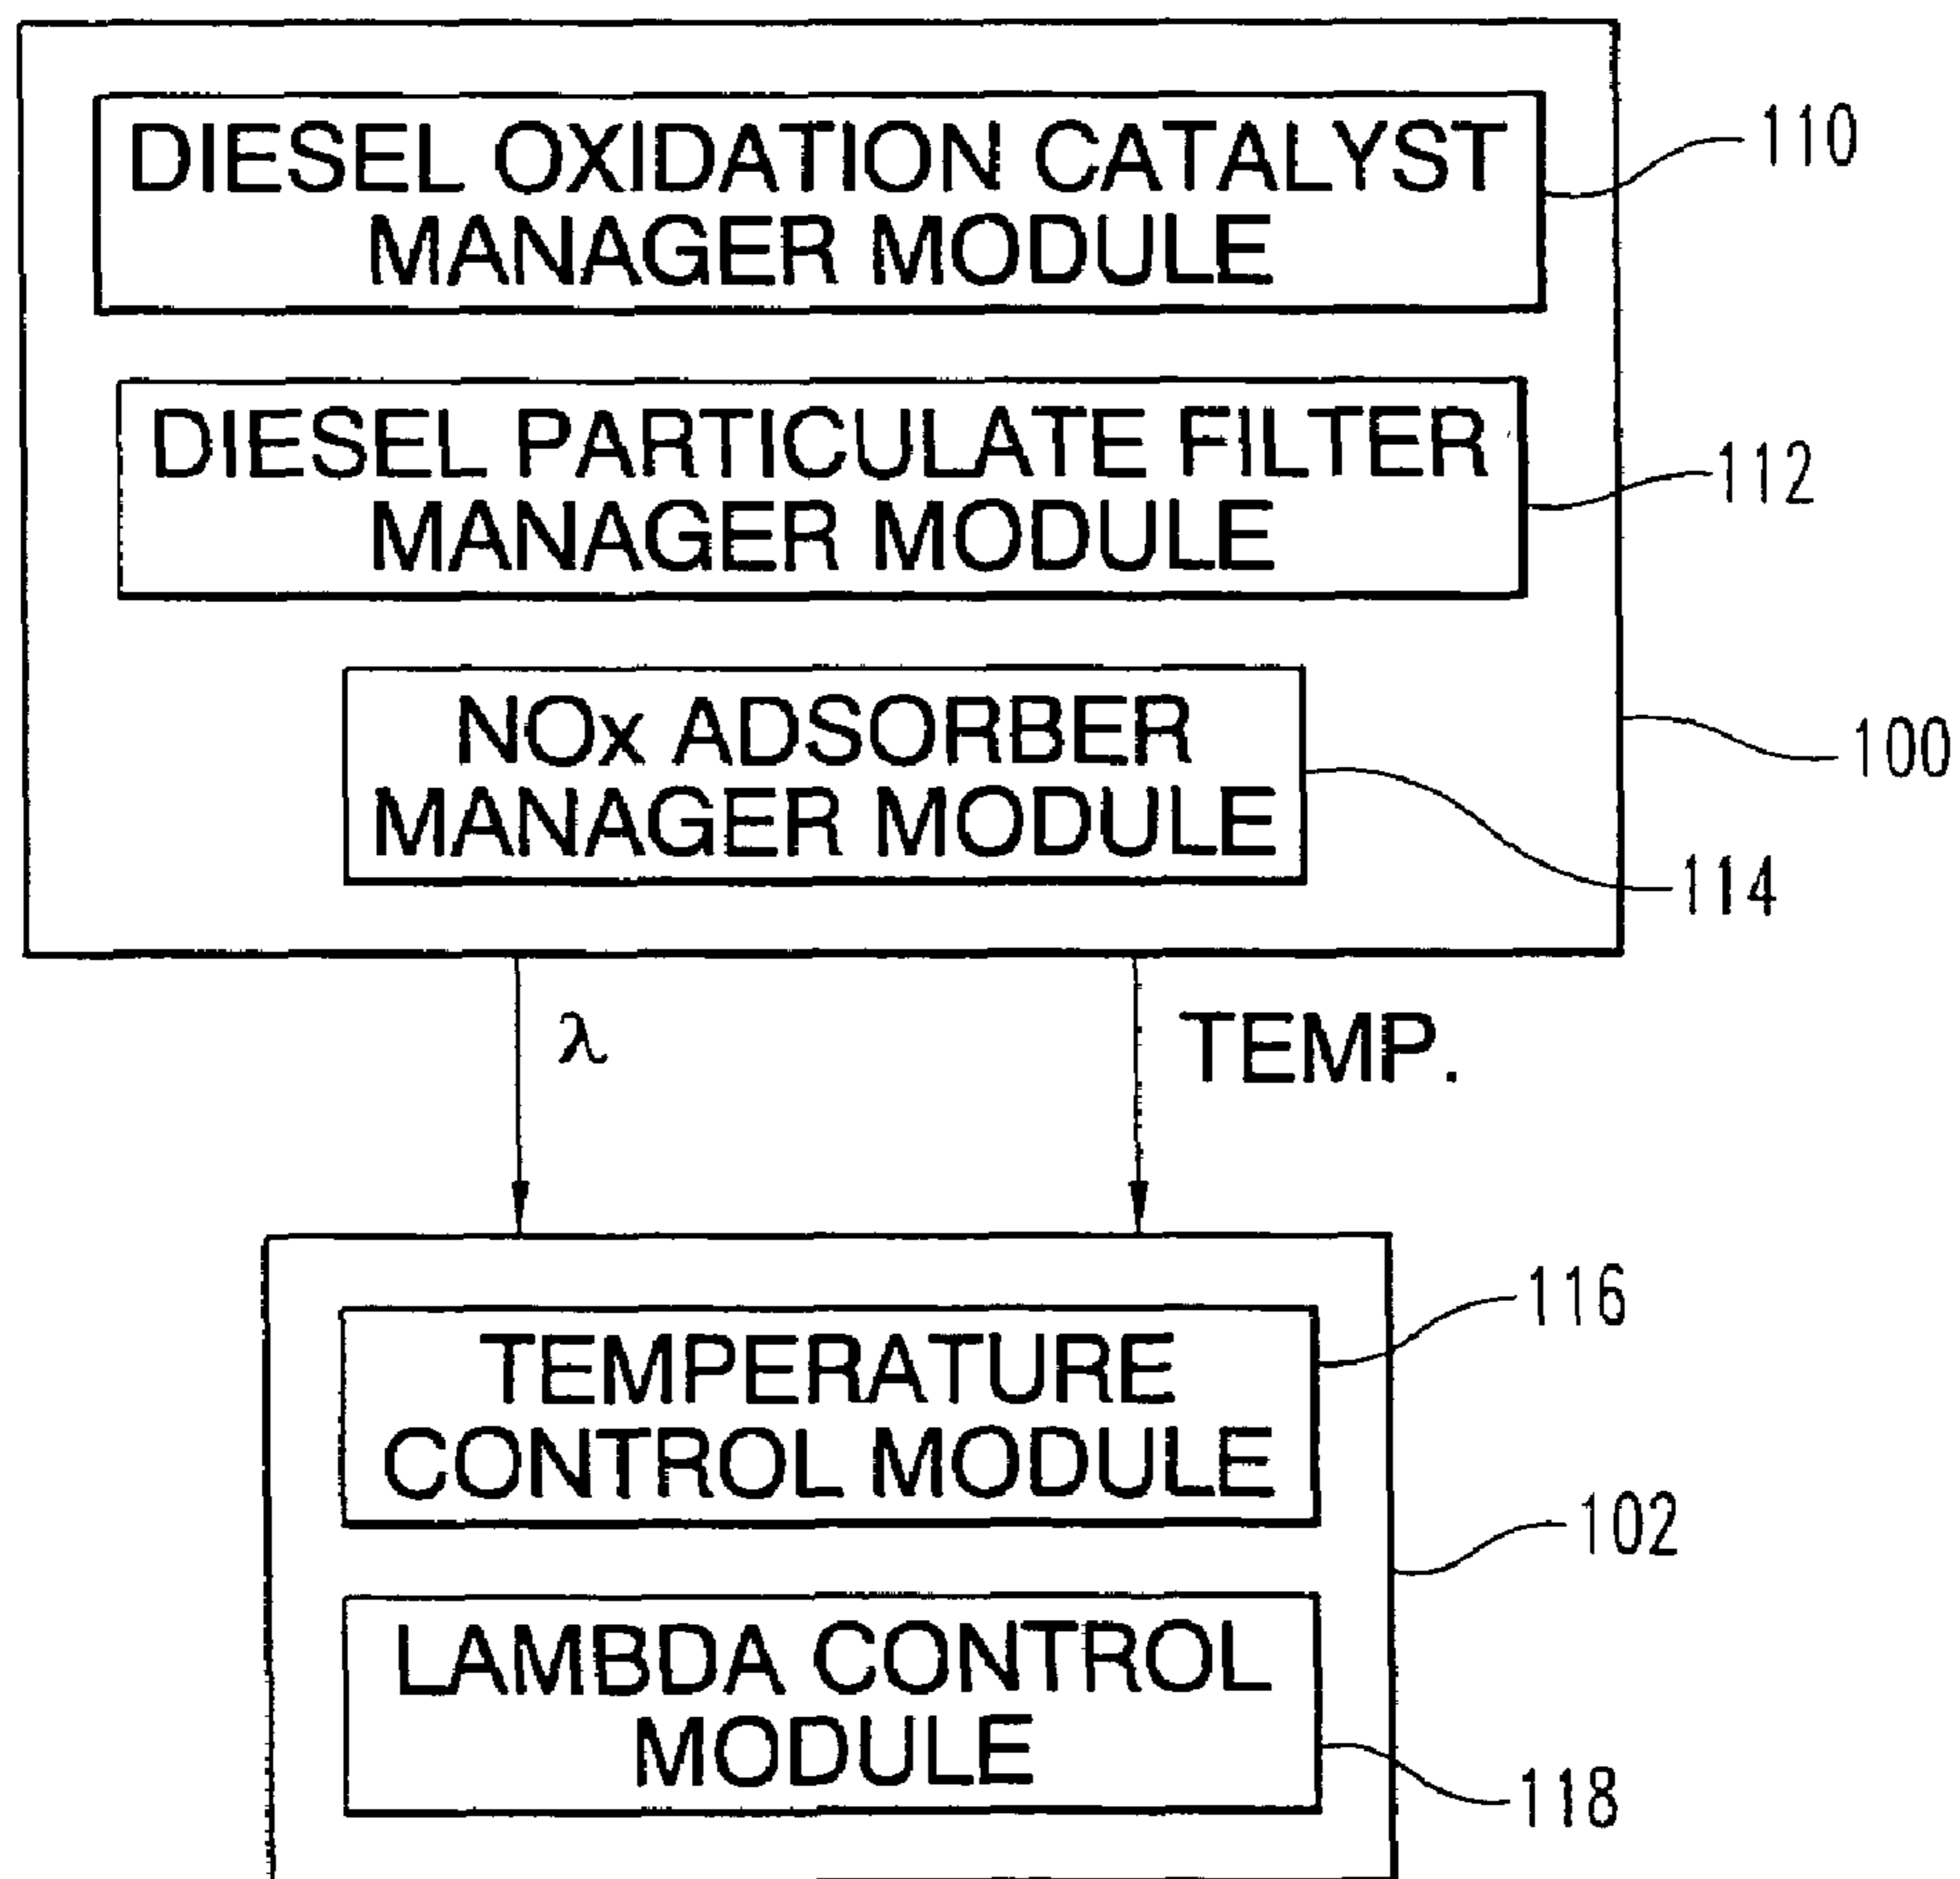 DIESEL OXIDATION CATALYST
MANAGER MODULE
110
DIESEL PARTICULATE FILTER
MANAGER MODULE
112
NOx ADSORBER
MANAGER MODULE
100
114
λ
TEMP.
TEMPERATURE
CONTROL MODULE
116
102
LAMBDA CONTROL
MODULE
118